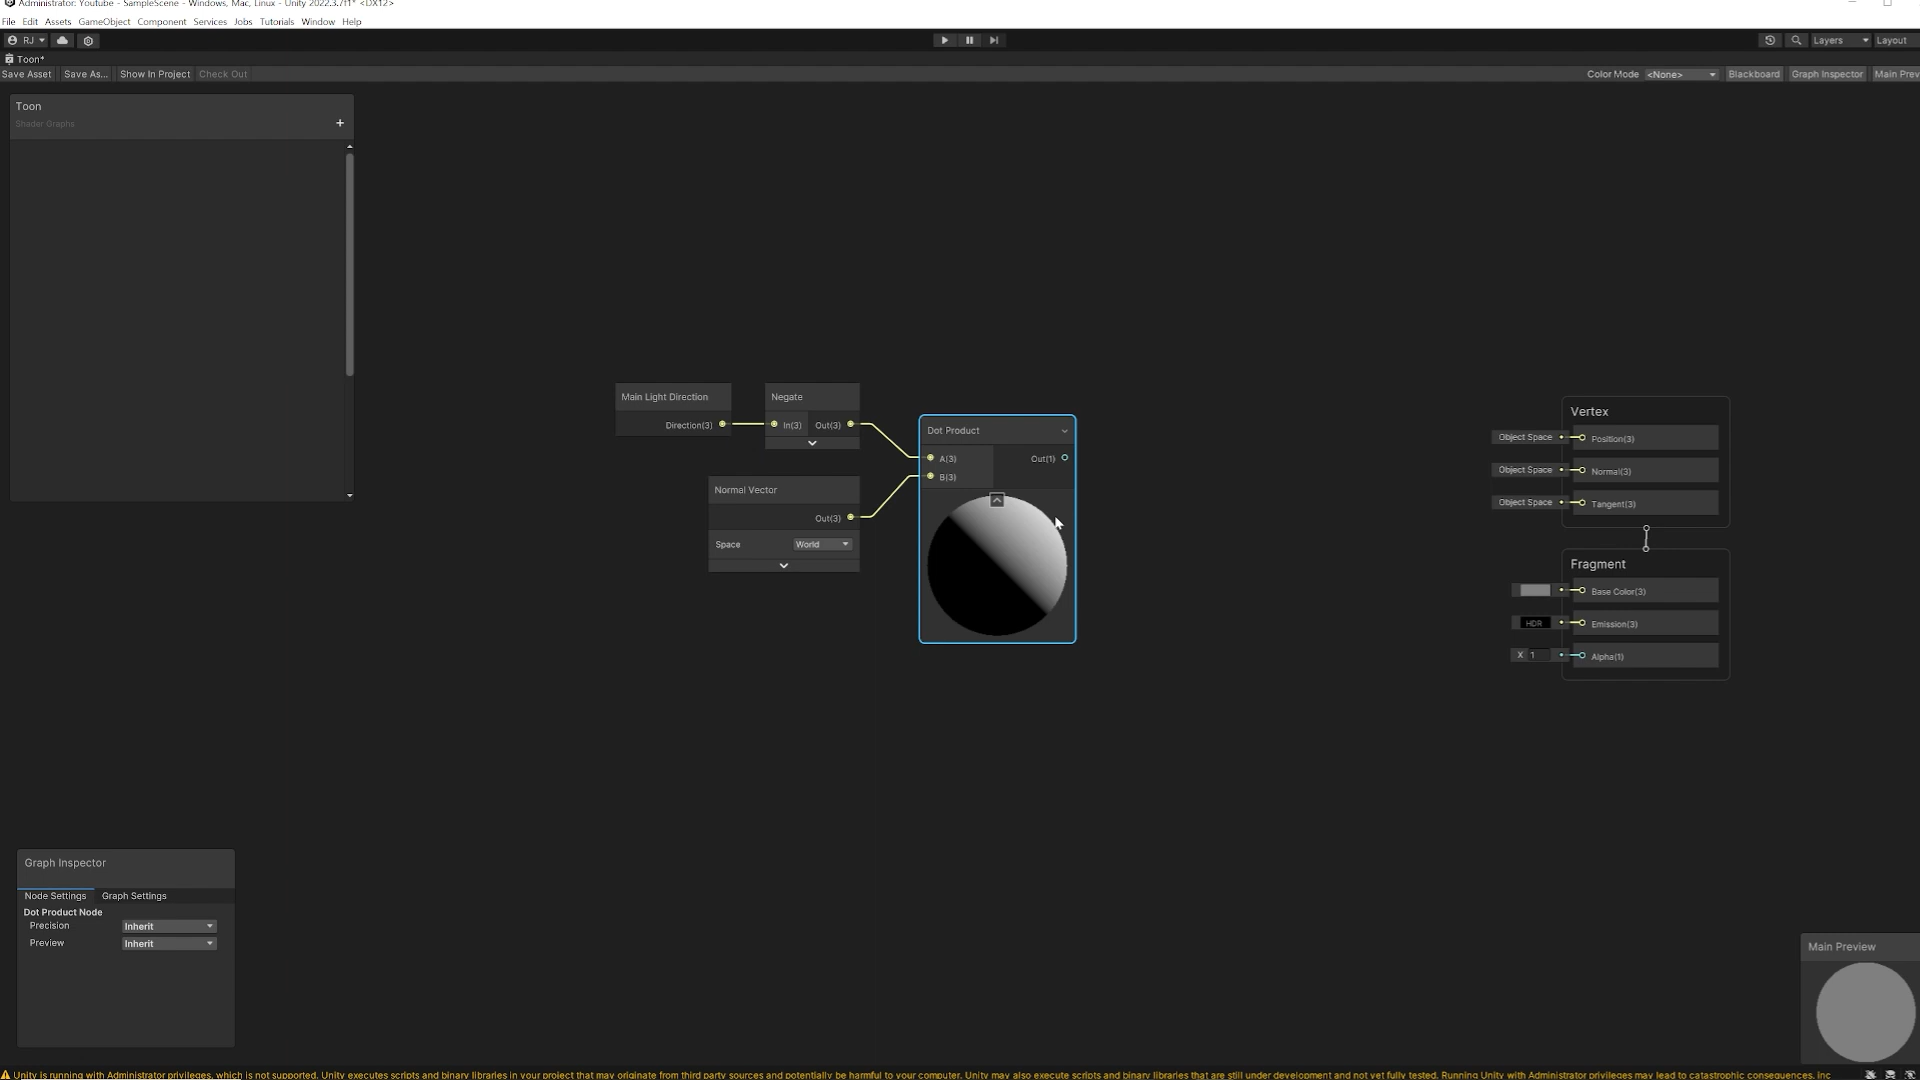 Administrator: Youtube - SampleScene - Windows, Mac, Linux - Unity 2022.3.7f1* <DX12>
File Edit Assets GameObject Component Services Jobs Tutorials Window Help
RJ Layers Layout
Toon*
Save Asset Save As... Show In Project Check Out Color Mode <None> Blackboard Graph Inspector Main Prev
Toon
Shader Graphs
+
Main Light Direction
Direction(3)
Negate
In(3) Out(3)
Normal Vector
Out(3)
Space World
Dot Product
A(3) Out(1)
B(3)
Vertex
Object Space Position(3)
Object Space Normal(3)
Object Space Tangent(3)
Fragment
Base Color(3)
HDR Emission(3)
X 1 Alpha(1)
Graph Inspector
Node Settings Graph Settings
Dot Product Node
Precision Inherit
Preview Inherit
Main Preview
Unity is running with Administrator privileges, which is not supported. Unity executes scripts and binary libraries in your project that may originate from third party sources and potentially be harmful to your computer. Unity may also execute scripts and binary libraries that are still under development and not yet fully tested. Running Unity with Administrator privileges may lead to catastrophic consequences, inc